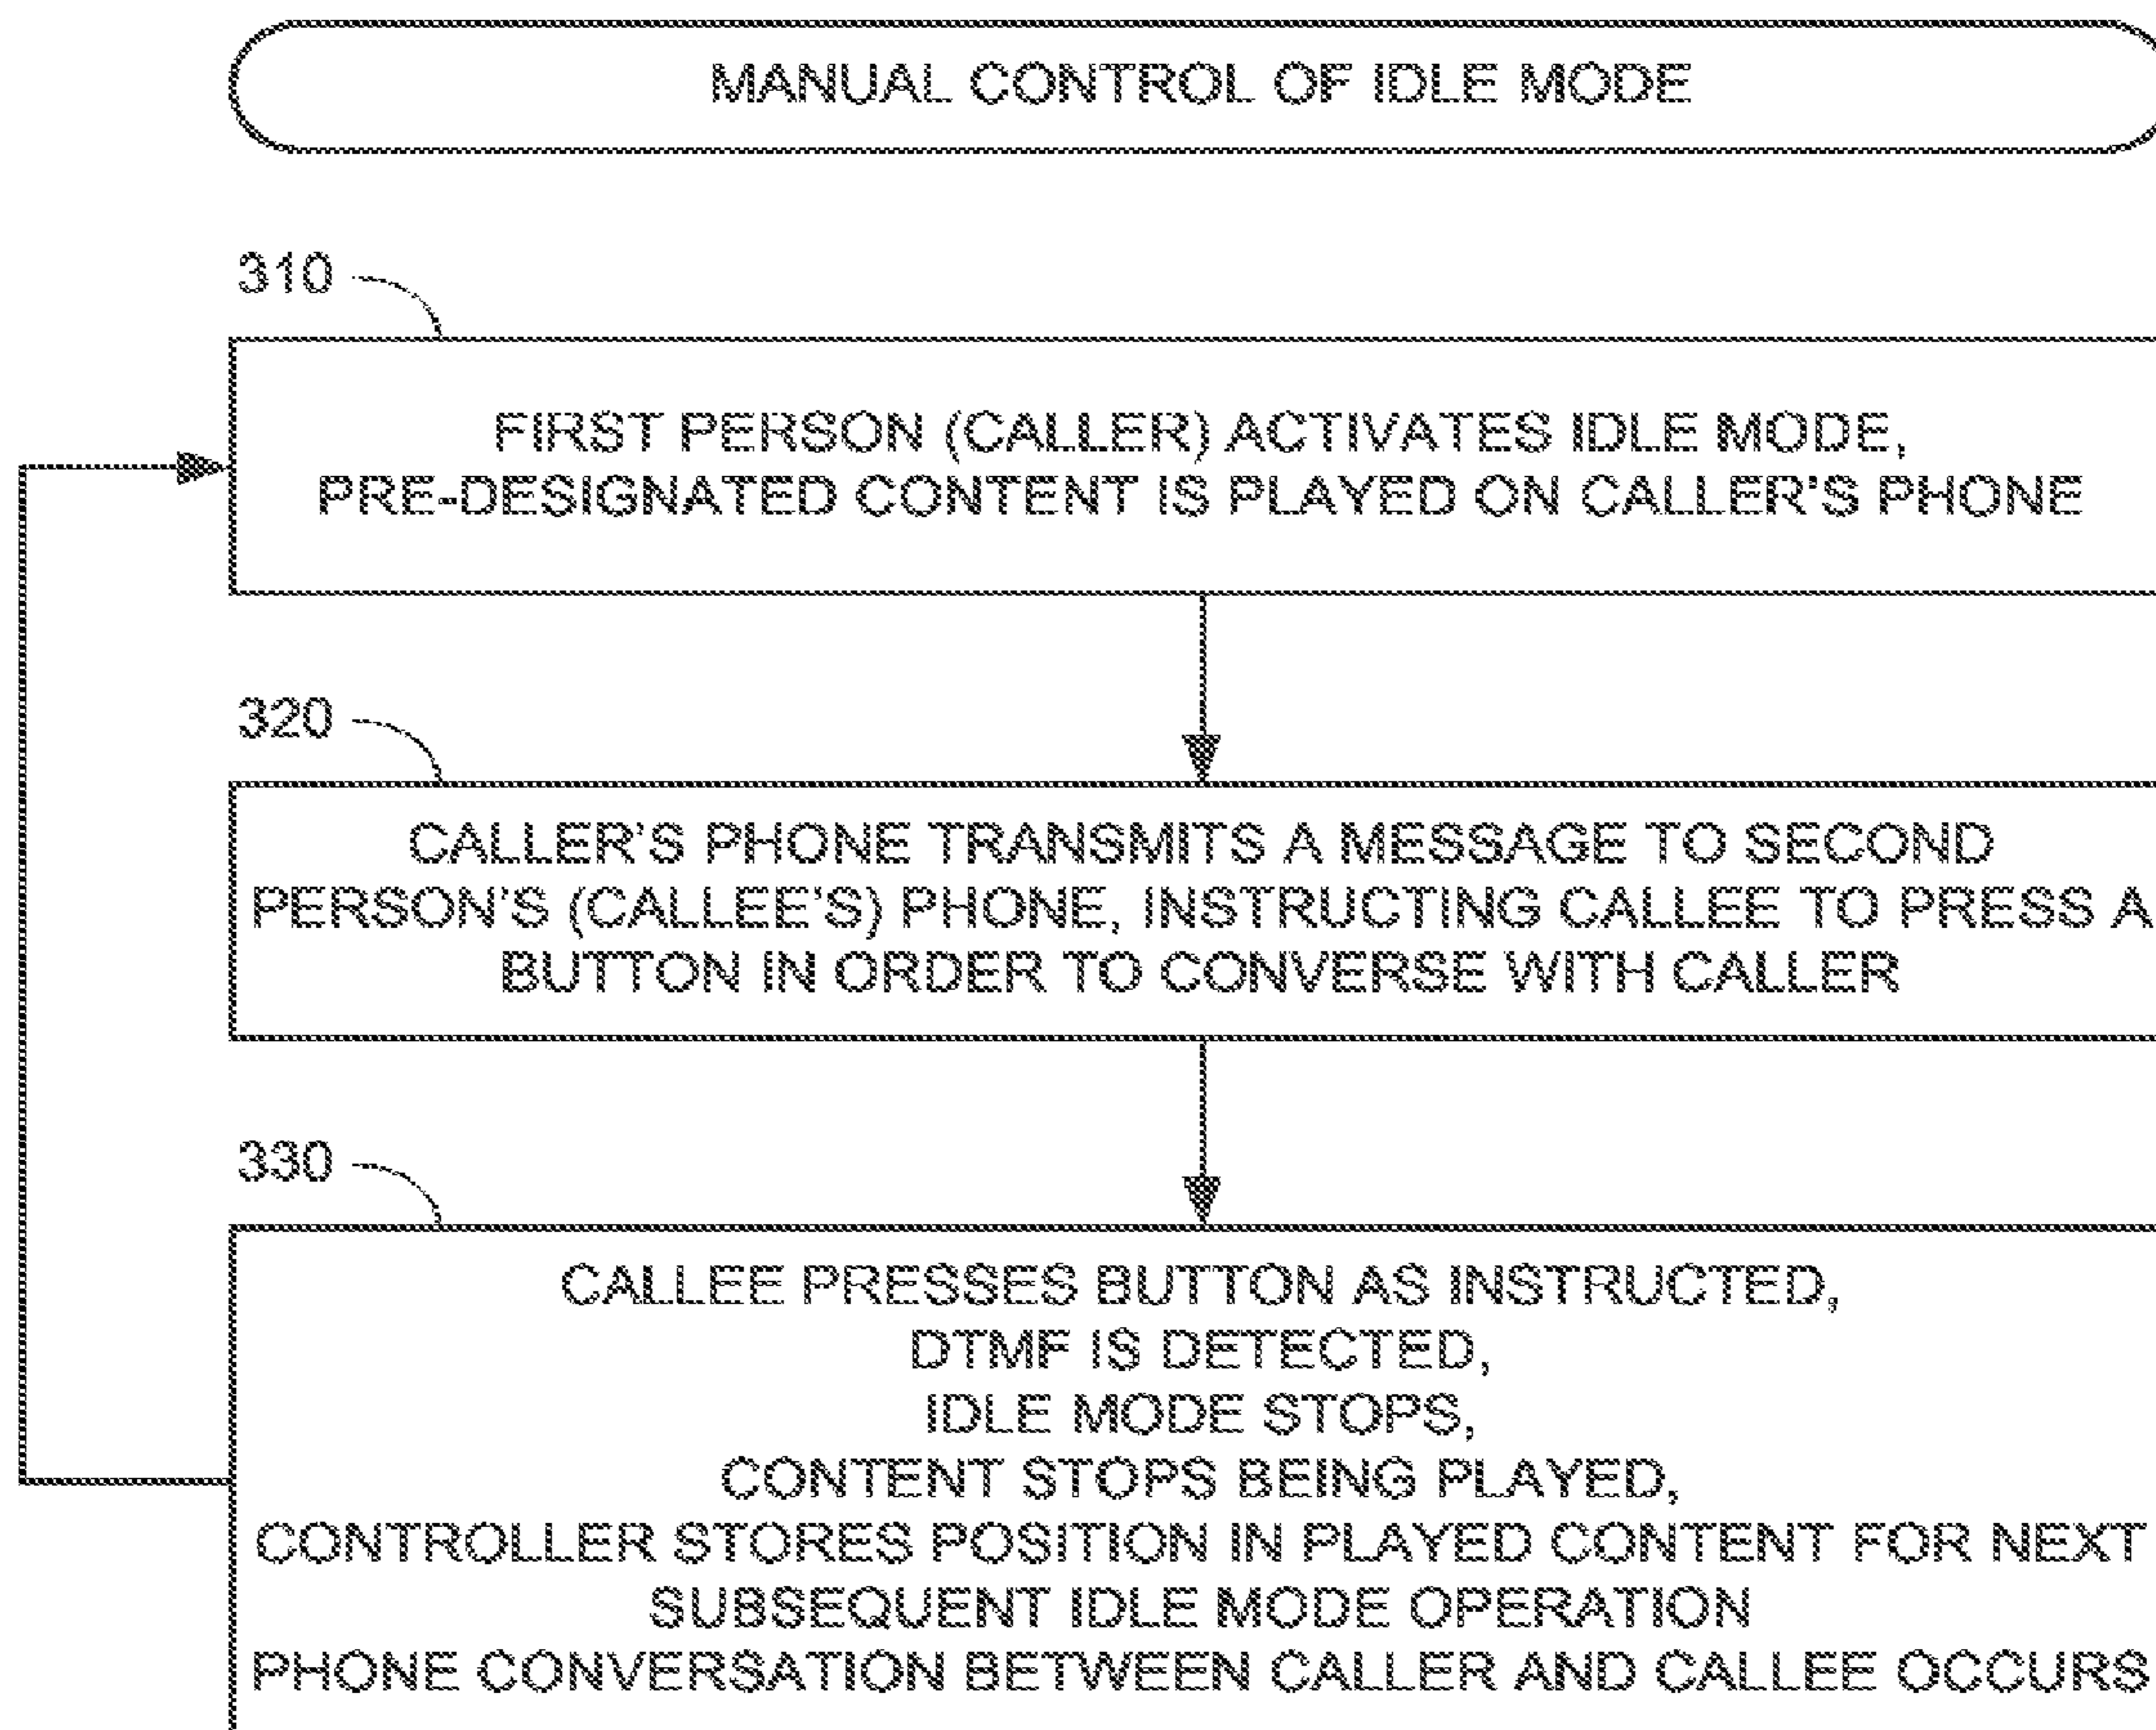 MANUAL CONTROL OF IDLE MODE
310
FIRST PERSON (CALLER) ACTIVATES IDLE MODE,
PRE-DESIGNATED CONTENT IS PLAYED ON CALLER'S PHONE
320
CALLER'S PHONE TRANSMITS A MESSAGE TO SECOND
PERSON'S (CALLEE'S) PHONE, INSTRUCTING CALLEE TO PRESS A
BUTTON IN ORDER TO CONVERSE WITH CALLER
330
CALLEE PRESSES BUTTON AS INSTRUCTED,
DTMF IS DETECTED,
IDLE MODE STOPS,
CONTENT STOPS BEING PLAYED,
CONTROLLER STORES POSITION IN PLAYED CONTENT FOR NEXT
SUBSEQUENT IDLE MODE OPERATION
PHONE CONVERSATION BETWEEN CALLER AND CALLEE OCCURS